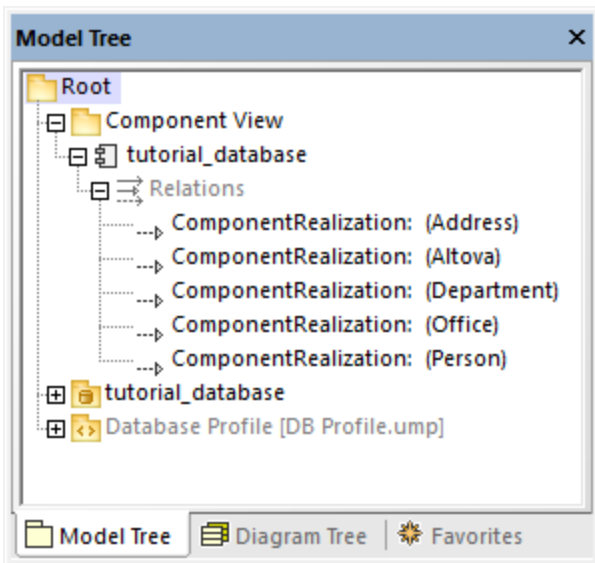 Model Tree
Root
Component View
tutorial_database
Relations
ComponentRealization: (Address)
ComponentRealization: (Altova)
ComponentRealization: (Department)
ComponentRealization: (Office)
ComponentRealization: (Person)
tutorial_database
Database Profile [DB Profile.ump]
Model Tree Diagram Tree Favorites